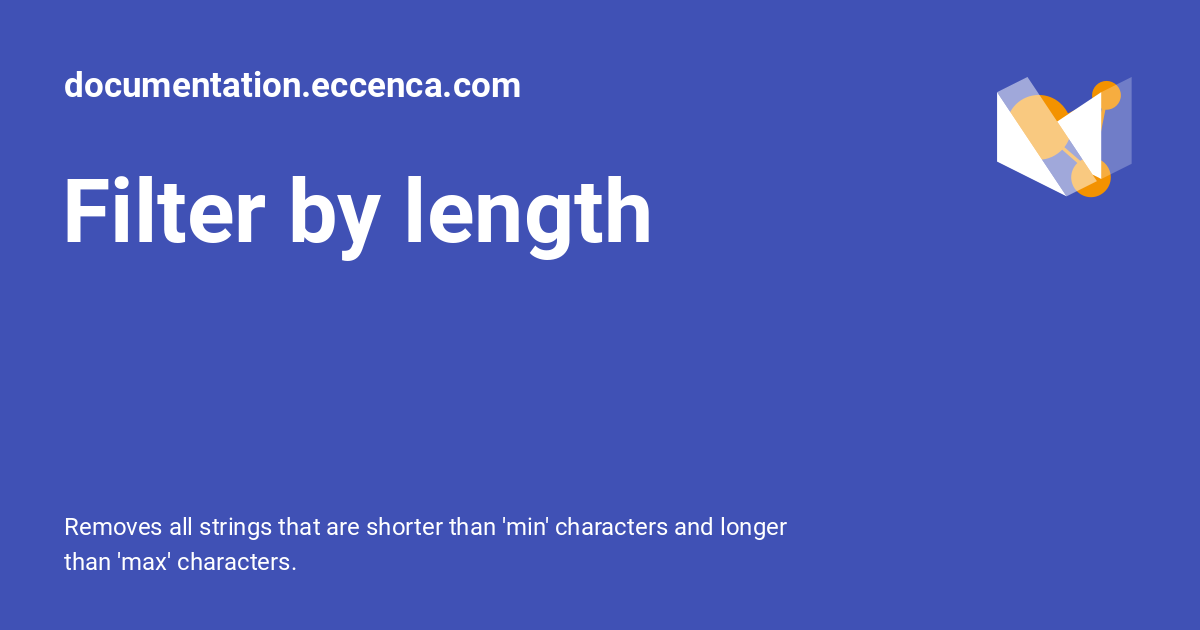 documentation.eccenca.com
Filter by length
Removes all strings that are shorter than 'min' characters and longer
than 'max' characters.